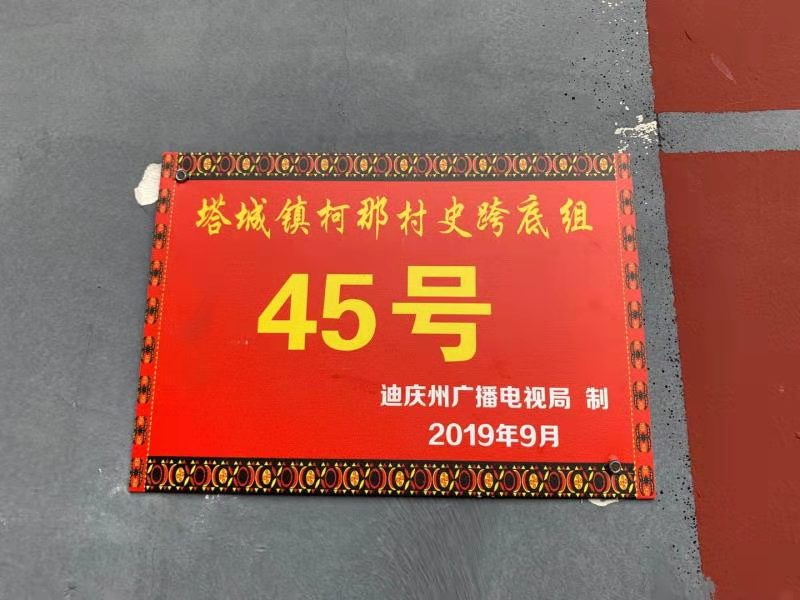 塔城镇柯那村史跨底组
45号
迪庆州广播电视局 制
2019年9月